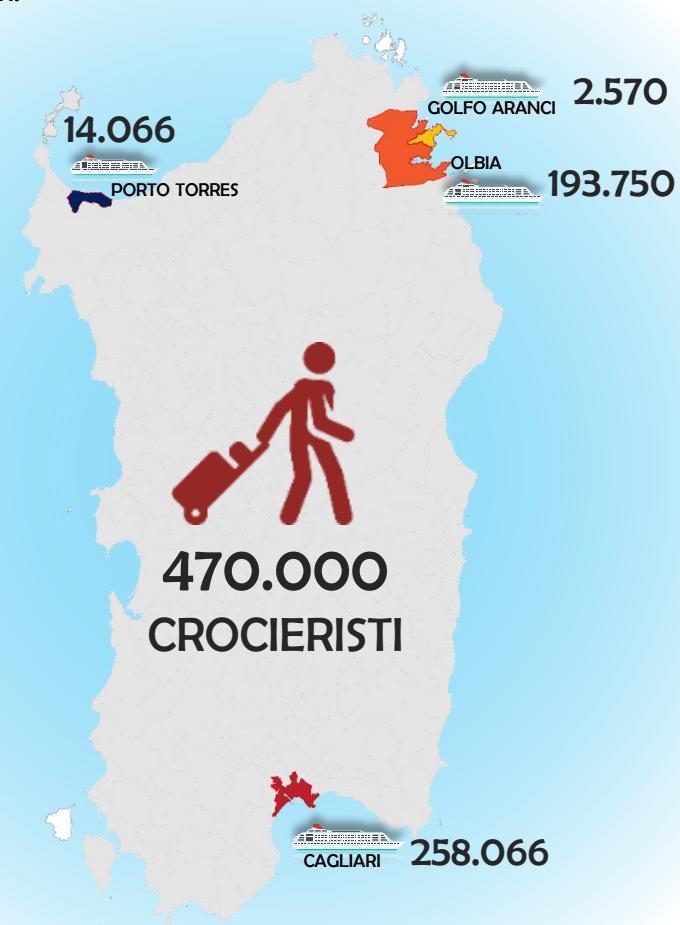 2.570
GOLFO ARANCI
14.066
OLBIA
PORTO TORRES
193.750
470.000
CROCIERISTI
CAGLIARI
258.066